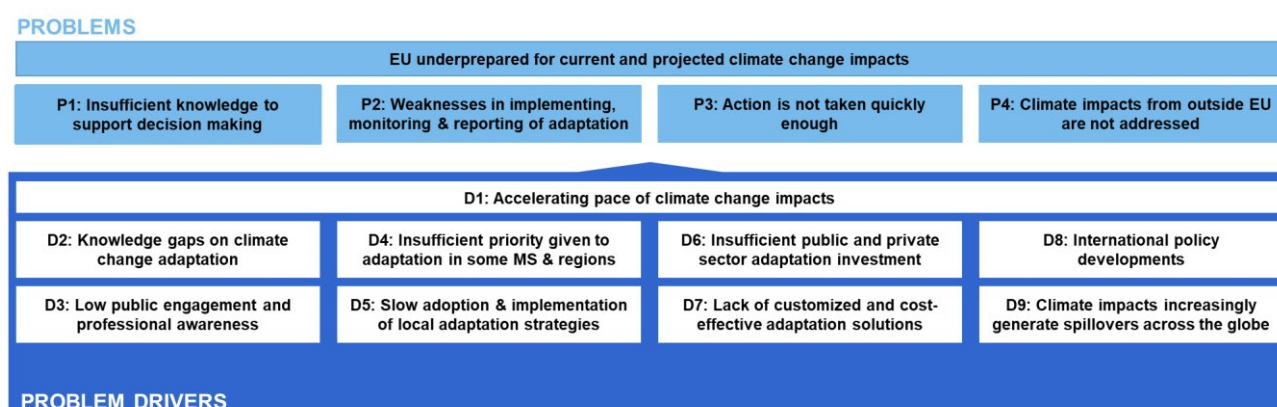 PROBLEMS
EU underprepared for current and projected climate change impacts
P1: Insufficient knowledge to
support decision making
P2: Weaknesses in implementing,
monitoring & reporting of adaptation
P3: Action is not taken quickly
enough
P4: Climate impacts from outside EU
are not addressed
D1: Accelerating pace of climate change impacts
D2: Knowledge gaps on climate
change adaptation
D4: Insufficient priority given to
adaptation in some MS & regions
D6: Insufficient public and private
sector adaptation investment
D8: International policy
developments
D3: Low public engagement and
professional awareness
D5: Slow adoption & implementation
of local adaptation strategies
D7: Lack of customized and cost-
effective adaptation solutions
D9: Climate impacts increasingly
generate spillovers across the globe
PROBLEM DRIVERS